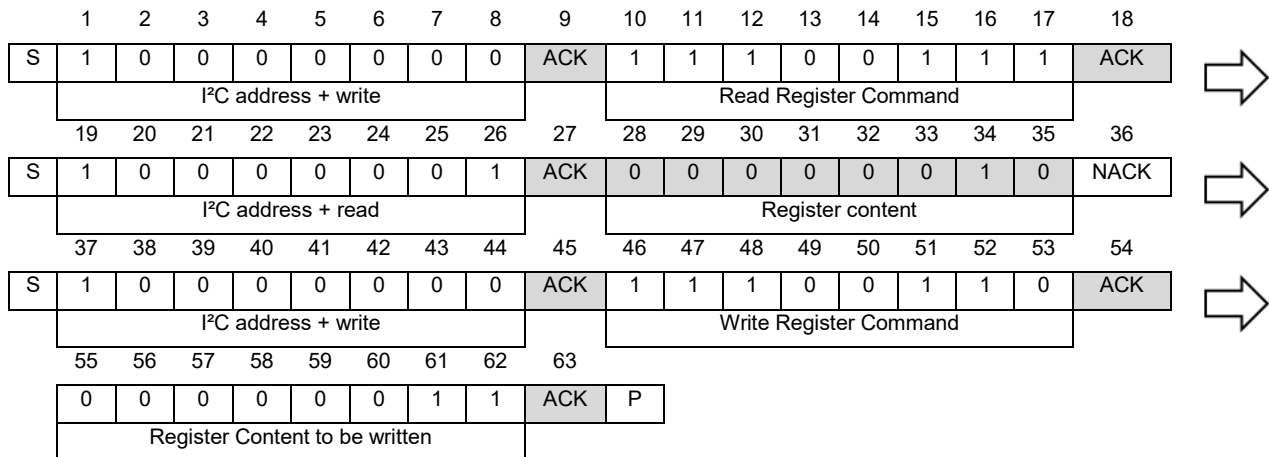 1 2 3 4 5 6 7 8 9 10 11 12 13 14 15 16 17 18
S 1 0 0 0 0 0 0 0 ACK 1 1 1 0 0 1 1 1 ACK
I²C address + write Read Register Command
19 20 21 22 23 24 25 26 27 28 29 30 31 32 33 34 35 36
S 1 0 0 0 0 0 0 1 ACK 0 0 0 0 0 0 1 0 NACK
I²C address + read Register content
37 38 39 40 41 42 43 44 45 46 47 48 49 50 51 52 53 54
S 1 0 0 0 0 0 0 0 ACK 1 1 1 0 0 1 1 0 ACK
I²C address + write Write Register Command
55 56 57 58 59 60 61 62 63
0 0 0 0 0 0 1 1 ACK P
Register Content to be written